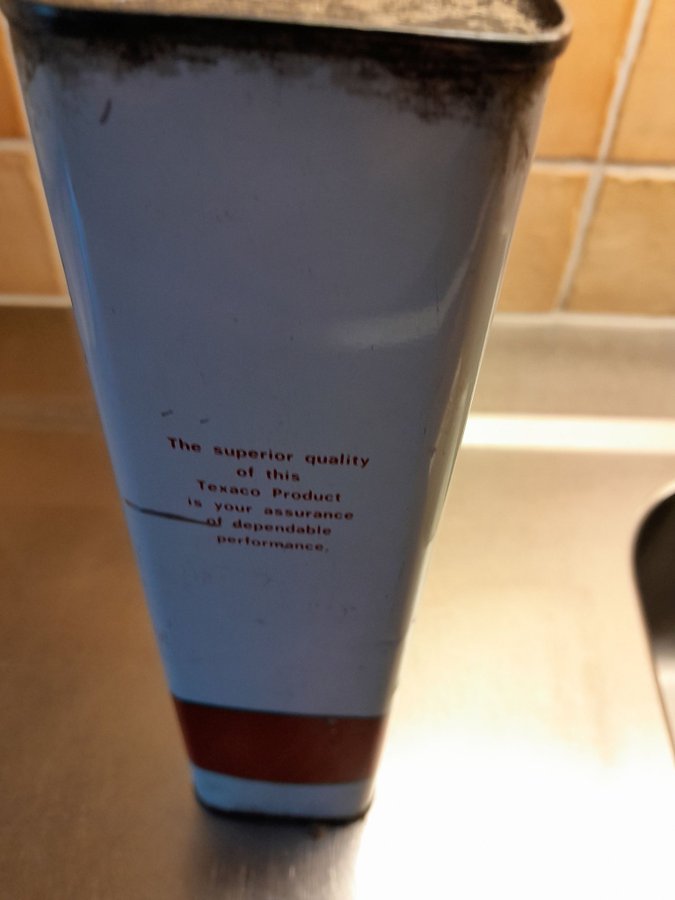 The superior quality
of this
Texaco Product
is your assurance
of dependable
performance.